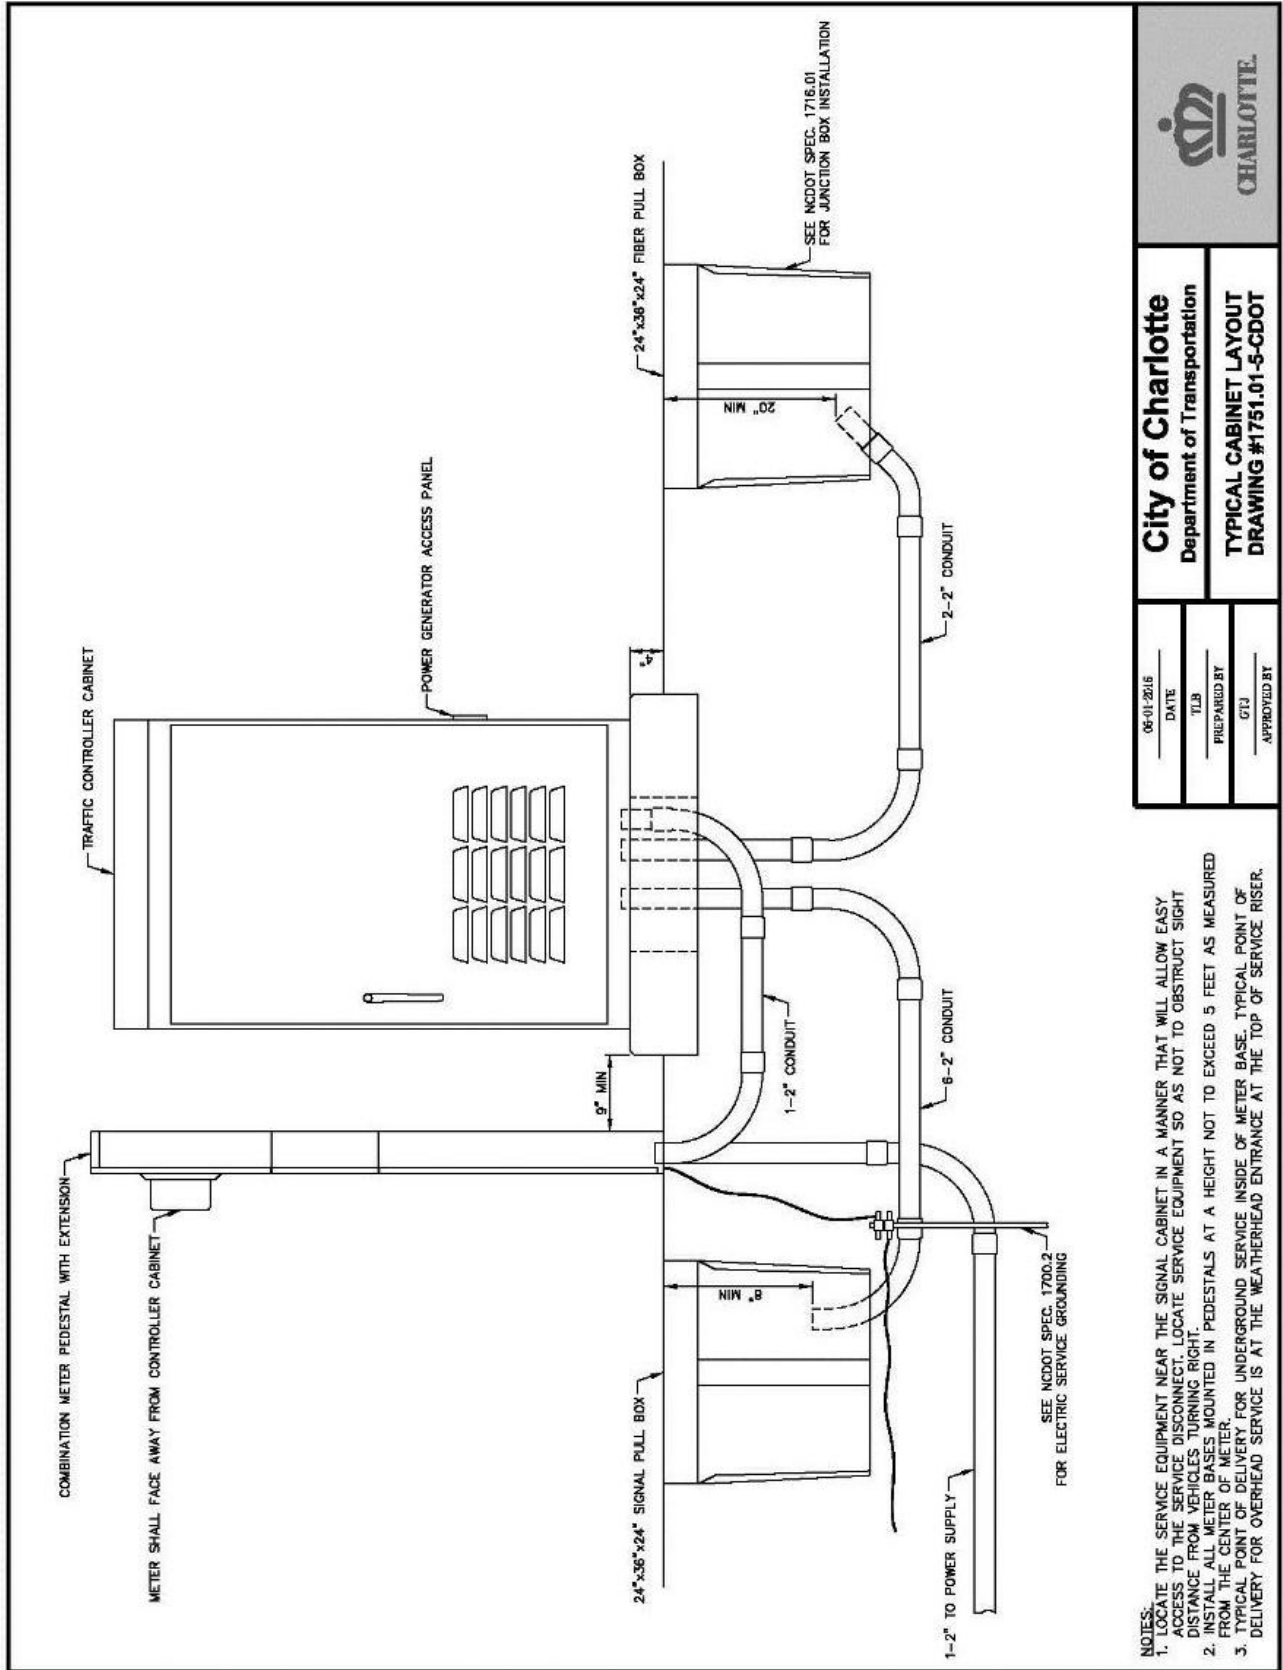 COMBINATION METER PEDESTAL WITH EXTENSION
TRAFFIC CONTROLLER CABINET
METER SHALL FACE AWAY FROM CONTROLLER CABINET
POWER GENERATOR ACCESS PANEL
9" MIN
4"
24"x36"x24" SIGNAL PULL BOX
24"x36"x24" FIBER PULL BOX
8" MIN
20" MIN
SEE NCDOT SPEC. 1716.01
FOR JUNCTION BOX INSTALLATION
1-2" CONDUIT
6-2" CONDUIT
2-2" CONDUIT
1-2" TO POWER SUPPLY
SEE NCDOT SPEC. 1700.2
FOR ELECTRIC SERVICE GROUNDING
NOTES:
1. LOCATE THE SERVICE EQUIPMENT NEAR THE SIGNAL CABINET IN A MANNER THAT WILL ALLOW EASY
ACCESS TO THE SERVICE DISCONNECT. LOCATE SERVICE EQUIPMENT SO AS NOT TO OBSTRUCT SIGHT
DISTANCE FROM VEHICLES TURNING RIGHT.
2. INSTALL ALL METER BASES MOUNTED IN PEDESTALS AT A HEIGHT NOT TO EXCEED 5 FEET AS MEASURED
FROM THE CENTER OF METER.
3. TYPICAL POINT OF DELIVERY FOR UNDERGROUND SERVICE INSIDE OF METER BASE. TYPICAL POINT OF
DELIVERY FOR OVERHEAD SERVICE IS AT THE WEATHERHEAD ENTRANCE AT THE TOP OF SERVICE RISER.
06-01-2016
DATE
TLB
PREPARED BY
GTJ
APPROVED BY
City of Charlotte
Department of Transportation
TYPICAL CABINET LAYOUT
DRAWING #1751.01-5-CDOT
CHARLOTTE.